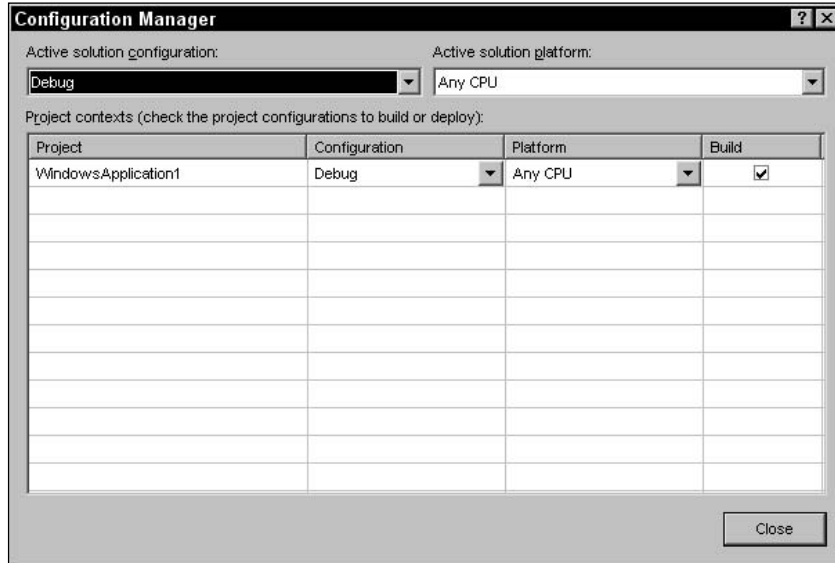 Configuration Manager
Active solution configuration: Active solution platform:
Debug Any CPU
Project contexts (check the project configurations to build or deploy):
Project Configuration Platform Build
WindowsApplication1 Debug Any CPU
Close